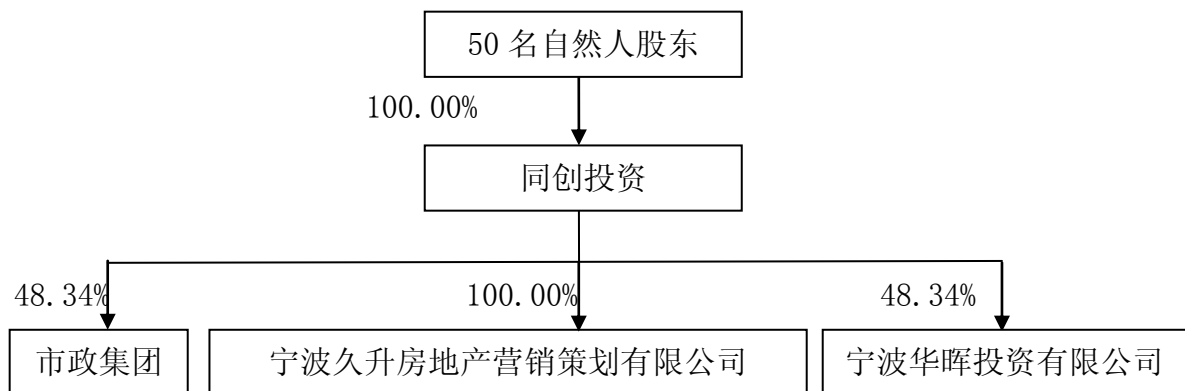 50 名自然人股东
100.00%
同创投资
48.34%
100.00%
48.34%
市政集团
宁波久升房地产营销策划有限公司
宁波华晖投资有限公司